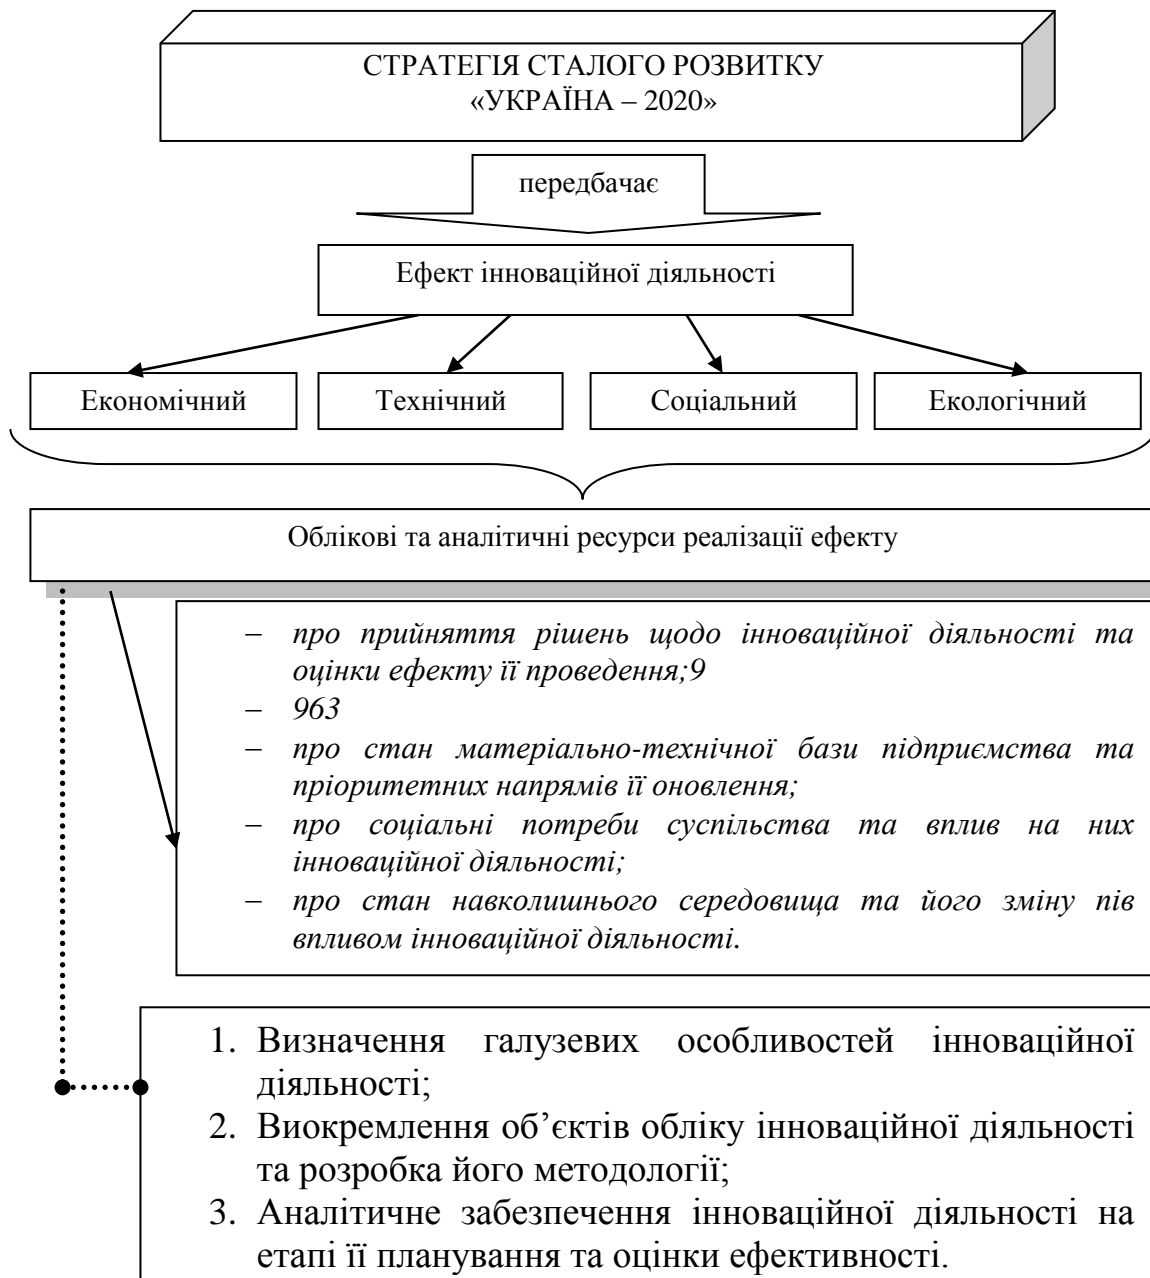 СТРАТЕГІЯ СТАЛОГО РОЗВИТКУ
«УКРАЇНА – 2020»
передбачає
Ефект інноваційної діяльності
Економічний
Технічний
Соціальний
Екологічний
Облікові та аналітичні ресурси реалізації ефекту
– про прийняття рішень щодо інноваційної діяльності та
оцінки ефекту її проведення;9
– 963
– про стан матеріально-технічної бази підприємства та
пріоритетних напрямів її оновлення;
– про соціальні потреби суспільства та вплив на них
інноваційної діяльності;
– про стан навколишнього середовища та його зміну пів
впливом інноваційної діяльності.
1. Визначення галузевих особливостей інноваційної
діяльності;
2. Виокремлення об’єктів обліку інноваційної діяльності
та розробка його методології;
3. Аналітичне забезпечення інноваційної діяльності на
етапі її планування та оцінки ефективності.